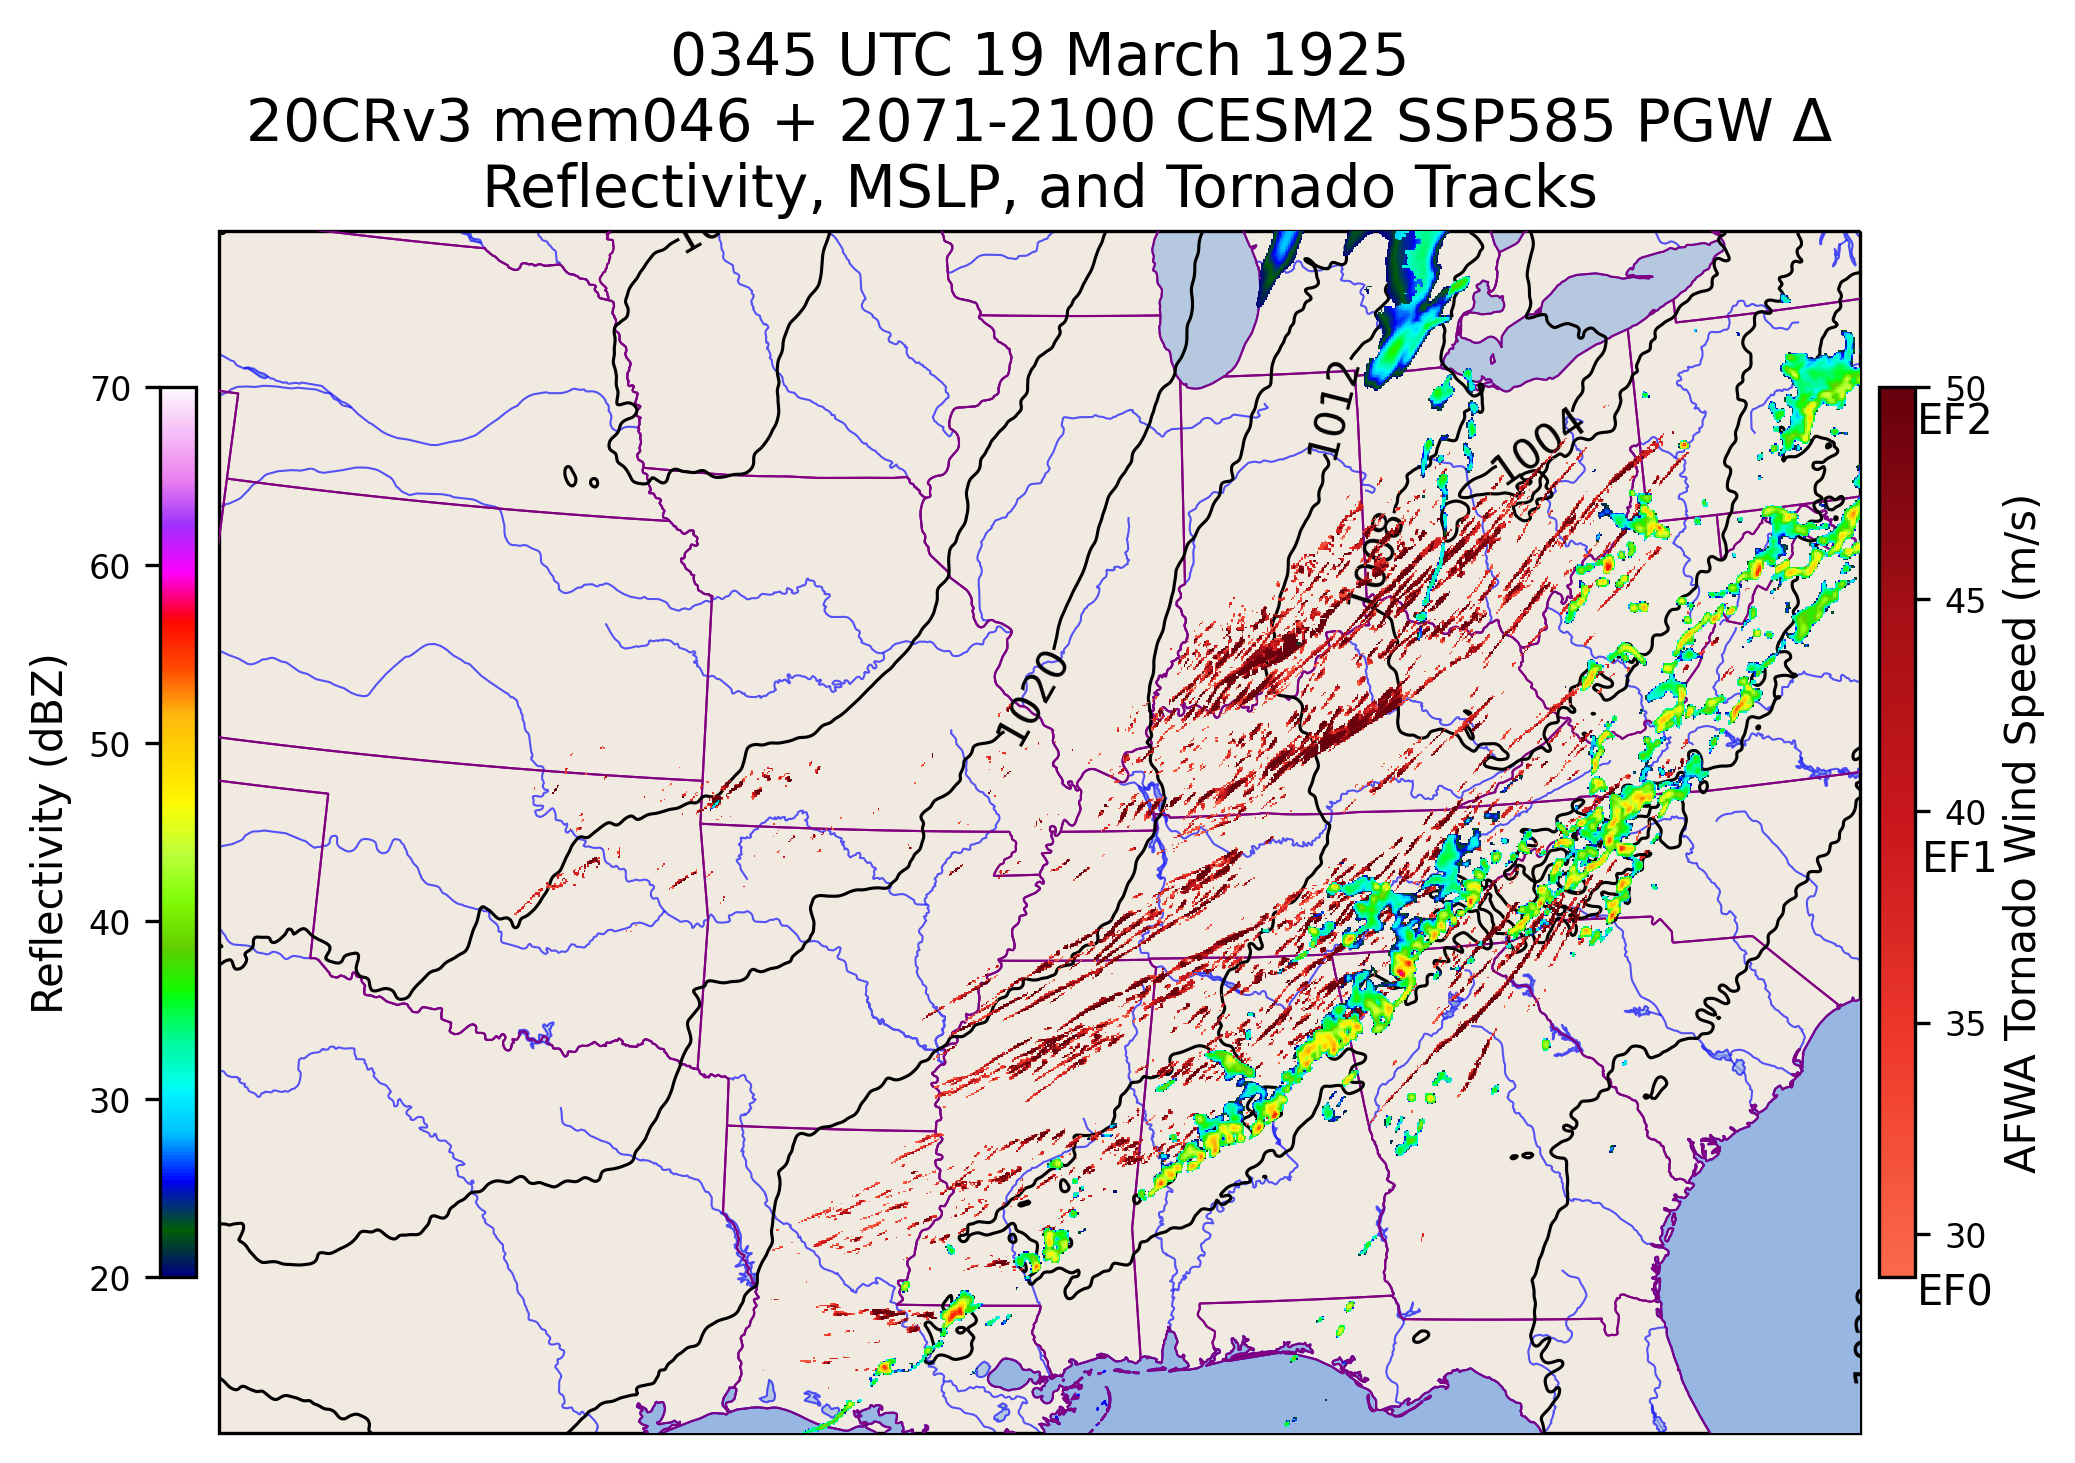 0345 UTC 19 March 1925
20CRv3 mem046 + 2071-2100 CESM2 SSP585 PGW Δ
Reflectivity, MSLP, and Tornado Tracks
1012
1004
1008
1020
70
60
50
40
30
20
Reflectivity (dBZ)
50
EF2
45
40
EF1
35
30
EF0
AFWA Tornado Wind Speed (m/s)